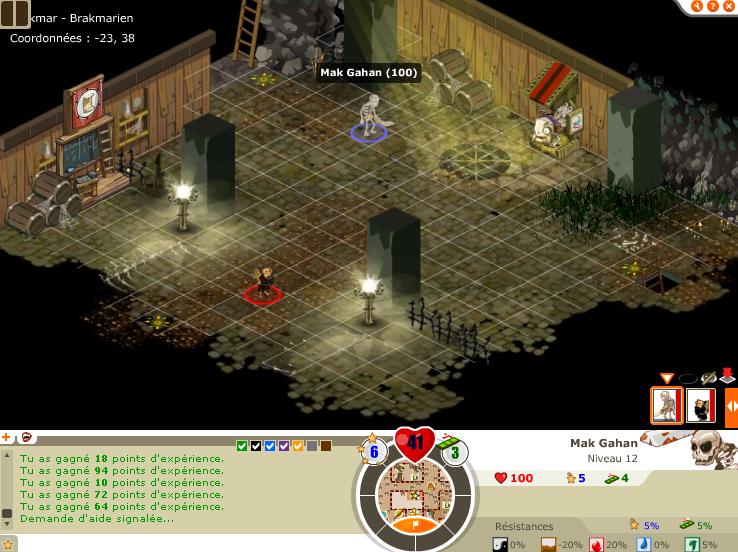 kmar - Brakmarien
Coordonnées : -23, 38
Mak Gahan (100)
Tu as gagné 18 points d'expérience.
Tu as gagné 94 points d'expérience.
Tu as gagné 10 points d'expérience.
Tu as gagné 72 points d'expérience.
Tu as gagné 64 points d'expérience.
Demande d'aide signalée...
6
41
3
Mak Gahan
Niveau 12
100 5 4
Résistances 5% 5%
0% -20% 20% 0% 5%